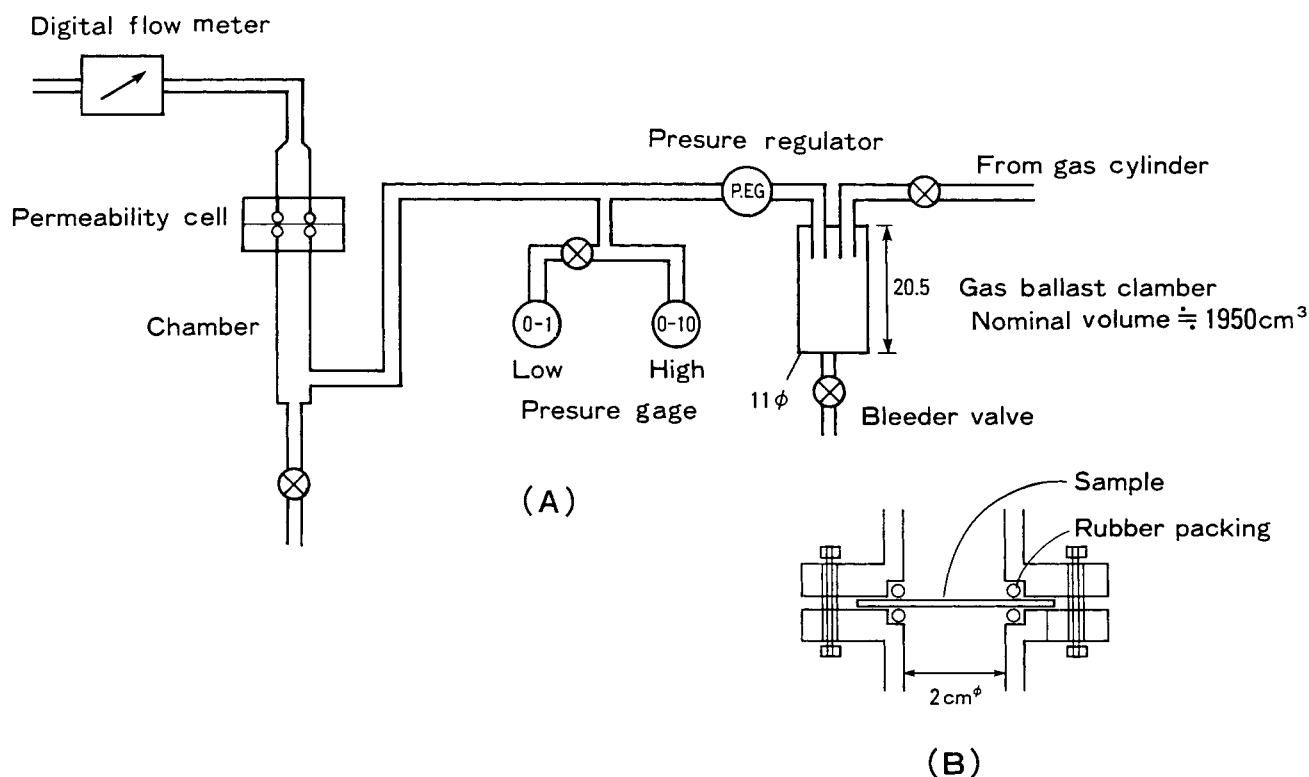 Digital flow meter
Presure regulator
From gas cylinder
P.EG
Permeability cell
20.5
Gas ballast clamber
Nominal volume ≒ 1950cm³
Chamber
0-1
0-10
Low
High
11φ
Presure gage
Bleeder valve
(A)
Sample
Rubber packing
2cmφ
(B)